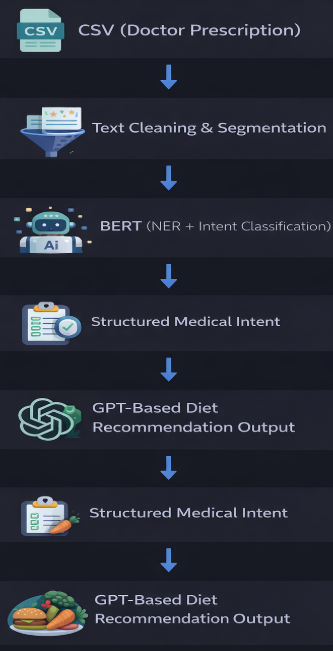 CSV
CSV (Doctor Prescription)
Text Cleaning & Segmentation
Ai
BERT (NER + Intent Classification)
Structured Medical Intent
GPT-Based Diet
Recommendation Output
Structured Medical Intent
GPT-Based Diet
Recommendation Output